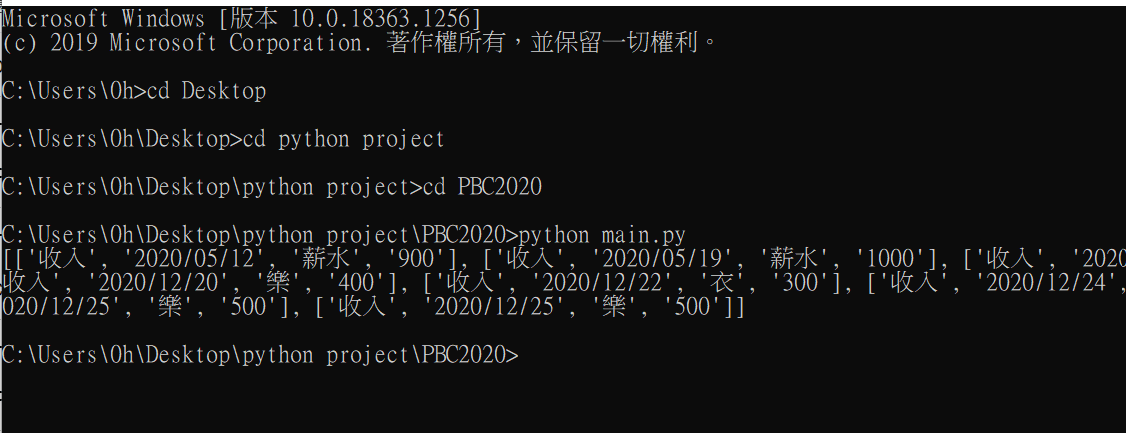 Microsoft Windows [版本 10.0.18363.1256]
(c) 2019 Microsoft Corporation. 著作權所有，並保留一切權利。
C:\Users\Oh>cd Desktop
C:\Users\Oh\Desktop>cd python project
C:\Users\Oh\Desktop\python project>cd PBC2020
C:\Users\Oh\Desktop\python project\PBC2020>python main.py
[['收入', '2020/05/12', '薪水', '900'], ['收入', '2020/05/19', '薪水', '1000'], ['收入', '2020
收入', '2020/12/20', '樂', '400'], ['收入', '2020/12/22', '衣', '300'], ['收入', '2020/12/24',
020/12/25', '樂', '500'], ['收入', '2020/12/25', '樂', '500']]
C:\Users\Oh\Desktop\python project\PBC2020>